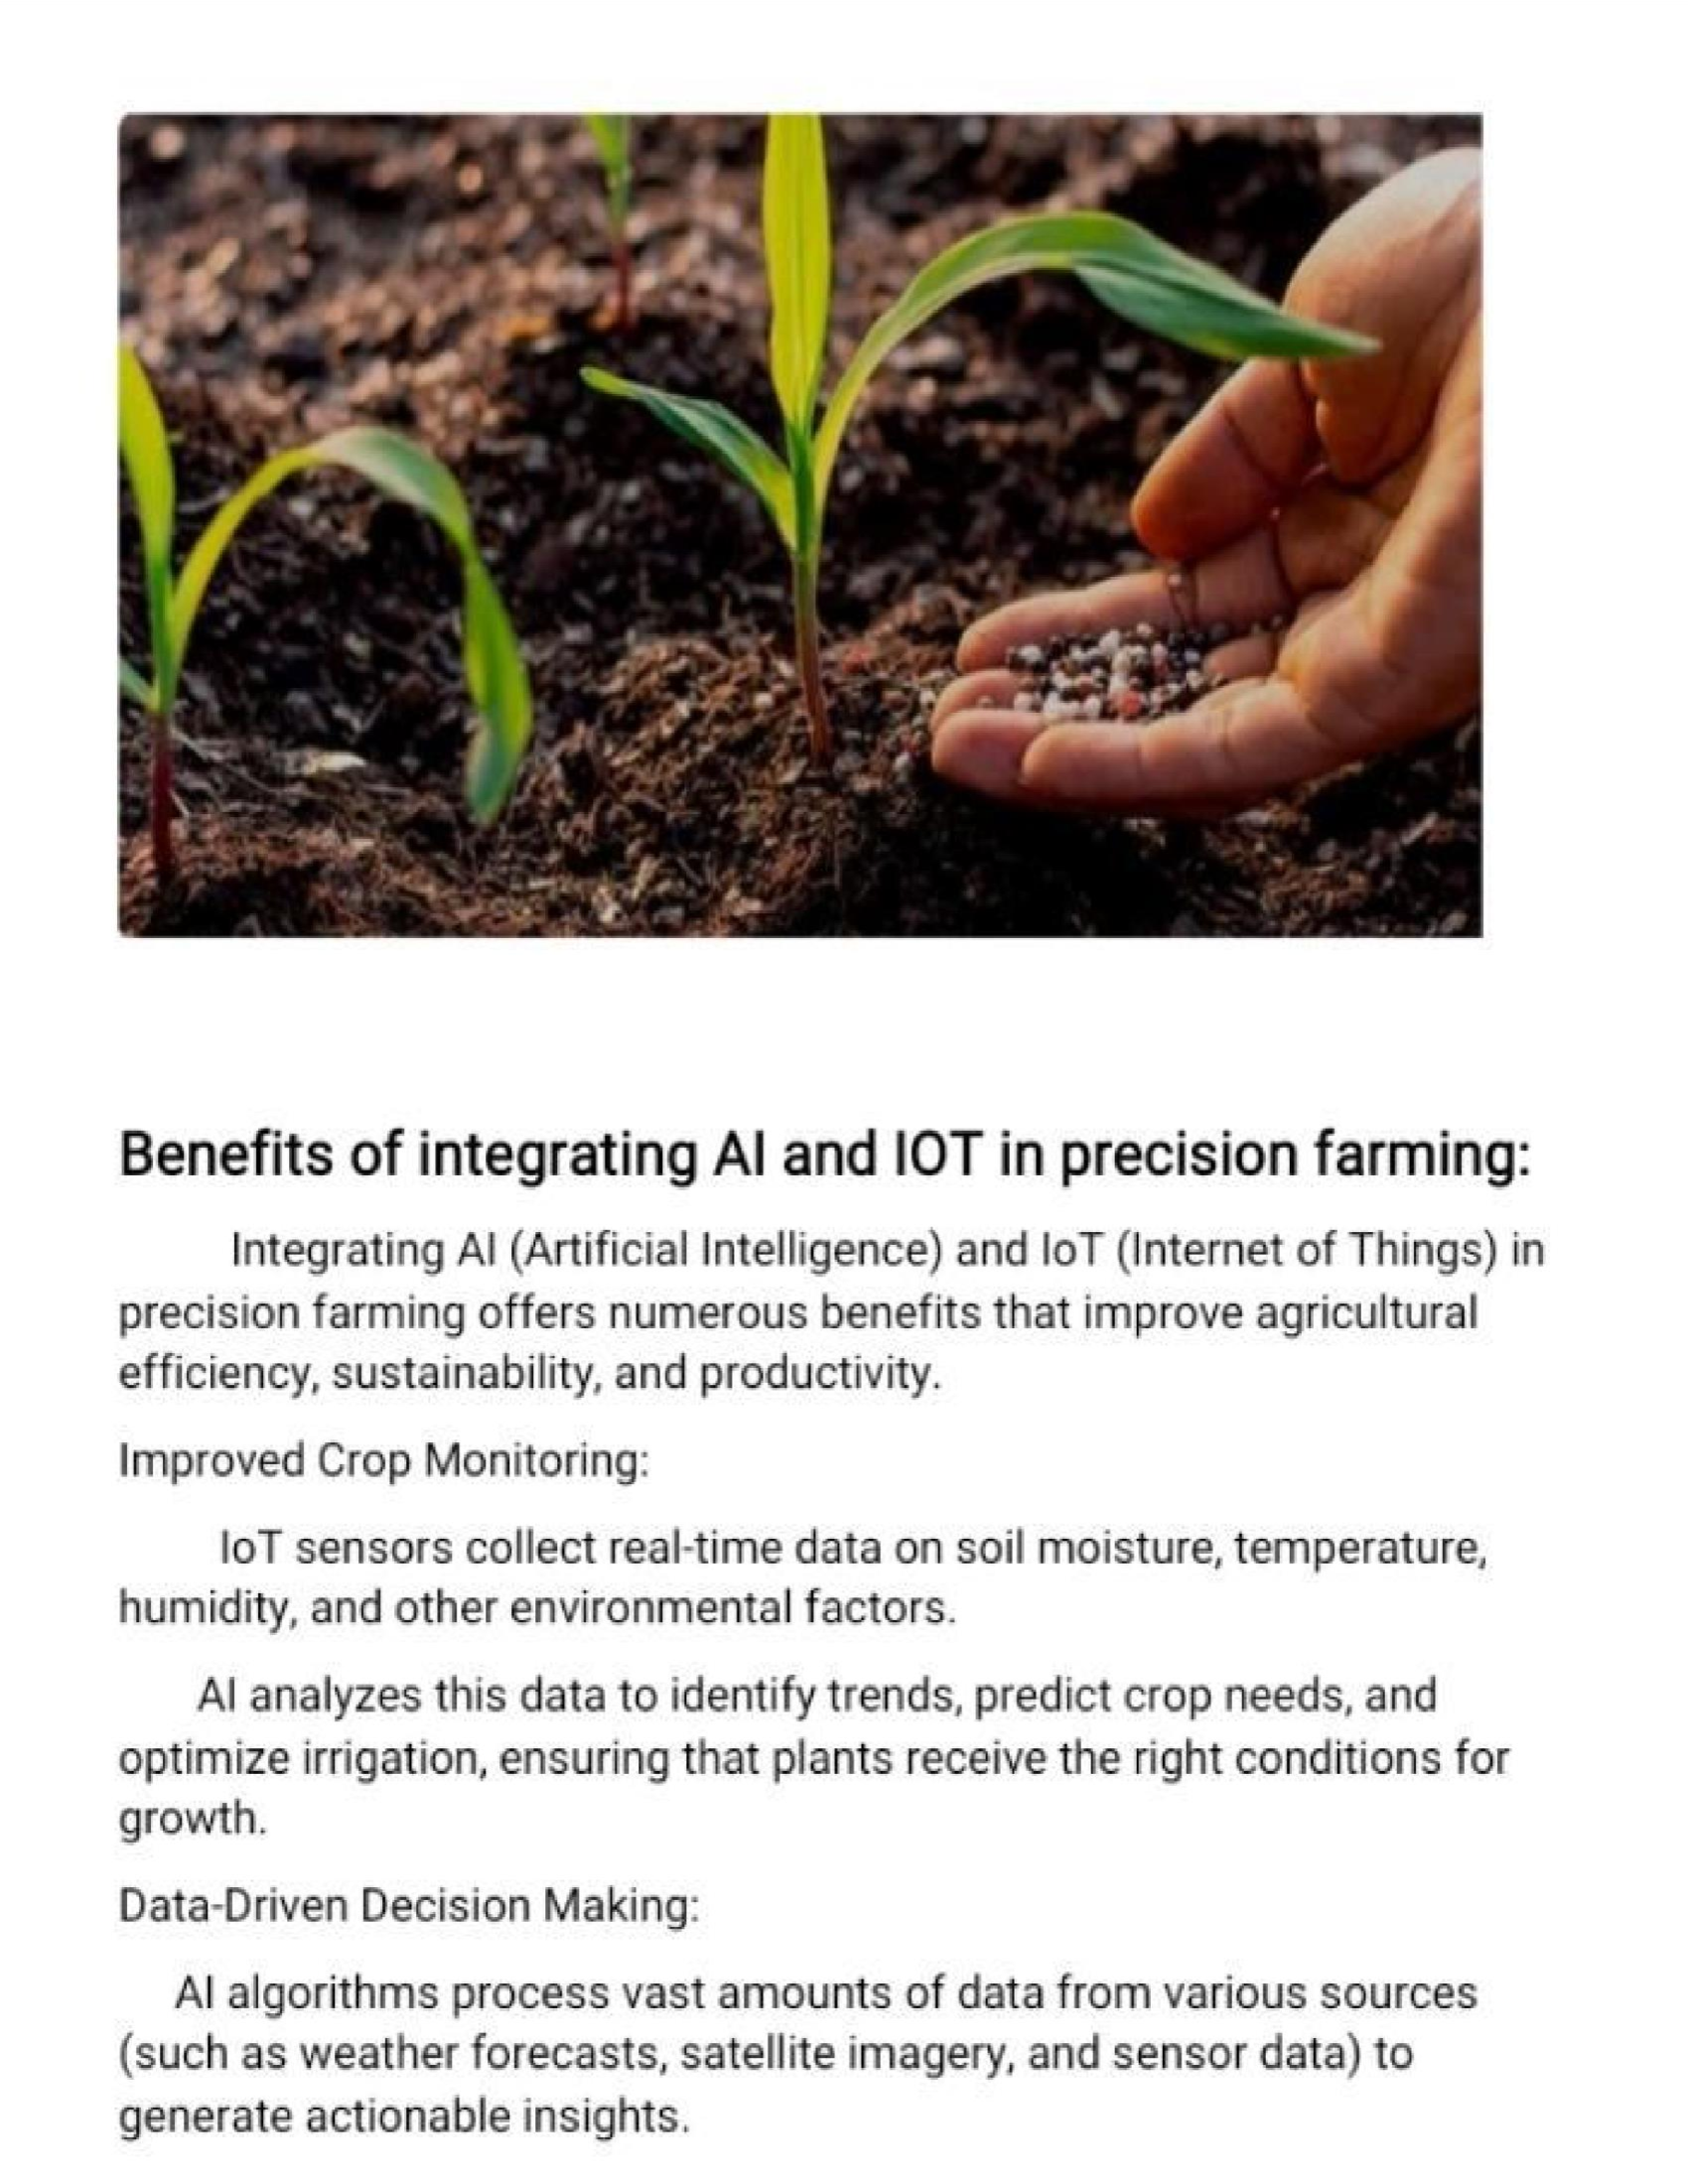 Benefits of integrating AI and IOT in precision farming:
Integrating AI (Artificial Intelligence) and IoT (Internet of Things) in
precision farming offers numerous benefits that improve agricultural
efficiency, sustainability, and productivity.
Improved Crop Monitoring:
IoT sensors collect real-time data on soil moisture, temperature,
humidity, and other environmental factors.
AI analyzes this data to identify trends, predict crop needs, and
optimize irrigation, ensuring that plants receive the right conditions for
growth.
Data-Driven Decision Making:
AI algorithms process vast amounts of data from various sources
(such as weather forecasts, satellite imagery, and sensor data) to
generate actionable insights.